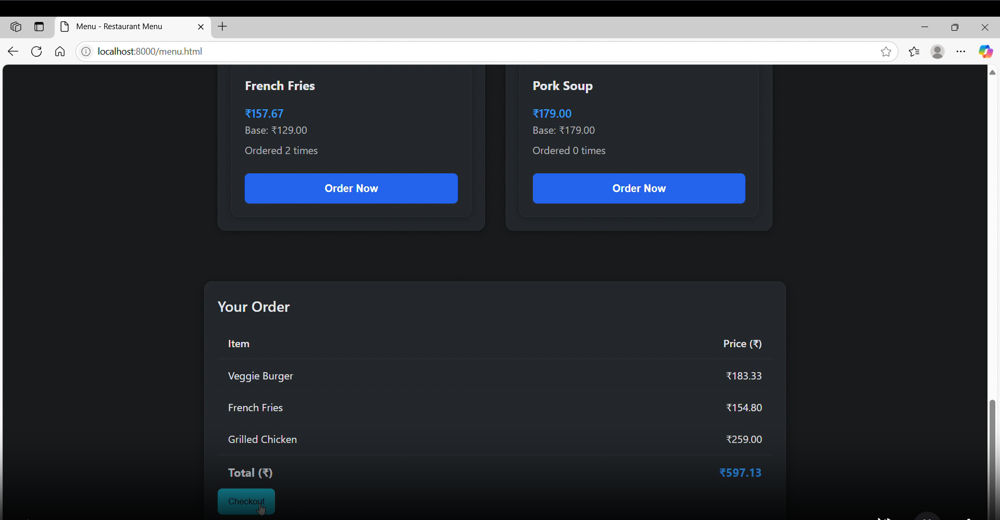 Menu - Restaurant Menu
localhost:8000/menu.html
French Fries
₹157.67
Base: ₹129.00
Ordered 2 times
Order Now
Pork Soup
₹179.00
Base: ₹179.00
Ordered 0 times
Order Now
Your Order
Item Price (₹)
Veggie Burger ₹183.33
French Fries ₹154.80
Grilled Chicken ₹259.00
Total (₹) ₹597.13
Checkout